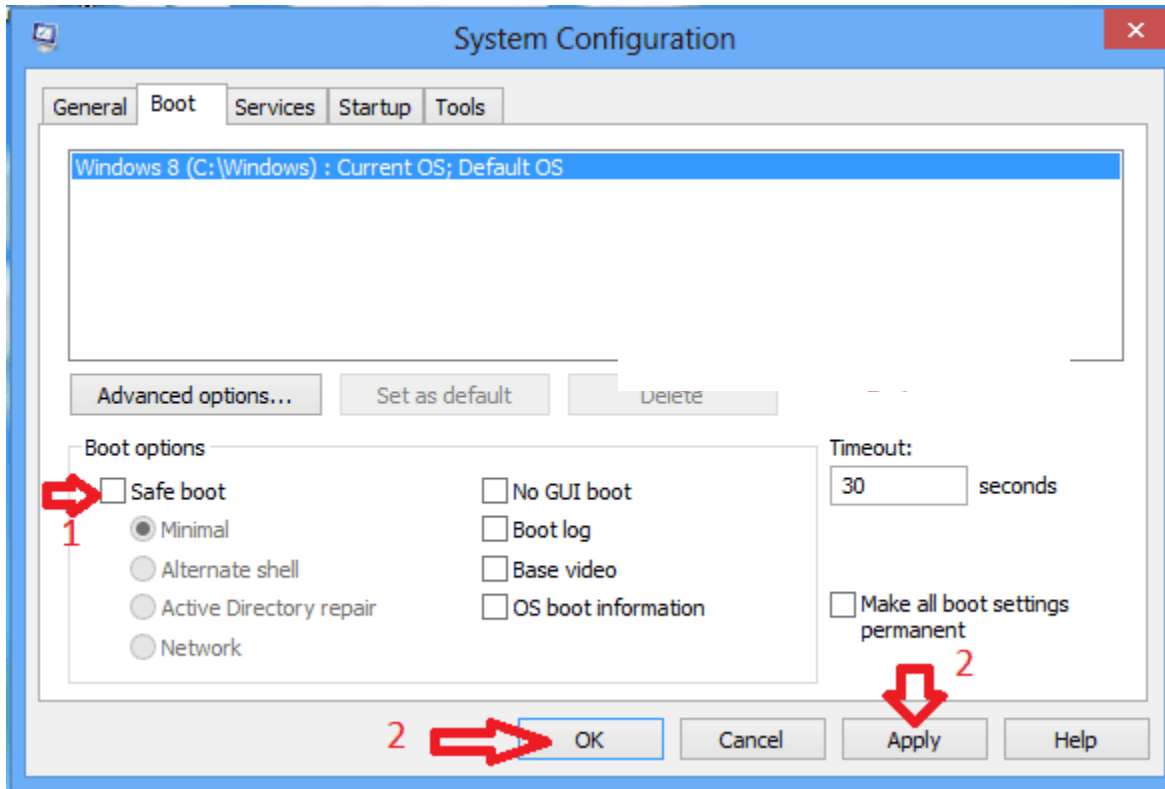 System Configuration
General Boot Services Startup Tools
Windows 8 (C:\Windows) : Current OS; Default OS
Advanced options... Set as default Delete
Boot options
Timeout:
Safe boot No GUI boot 30 seconds
1 Minimal Boot log
Alternate shell Base video
Active Directory repair OS boot information Make all boot settings
permanent
Network
2
2 OK Cancel Apply Help